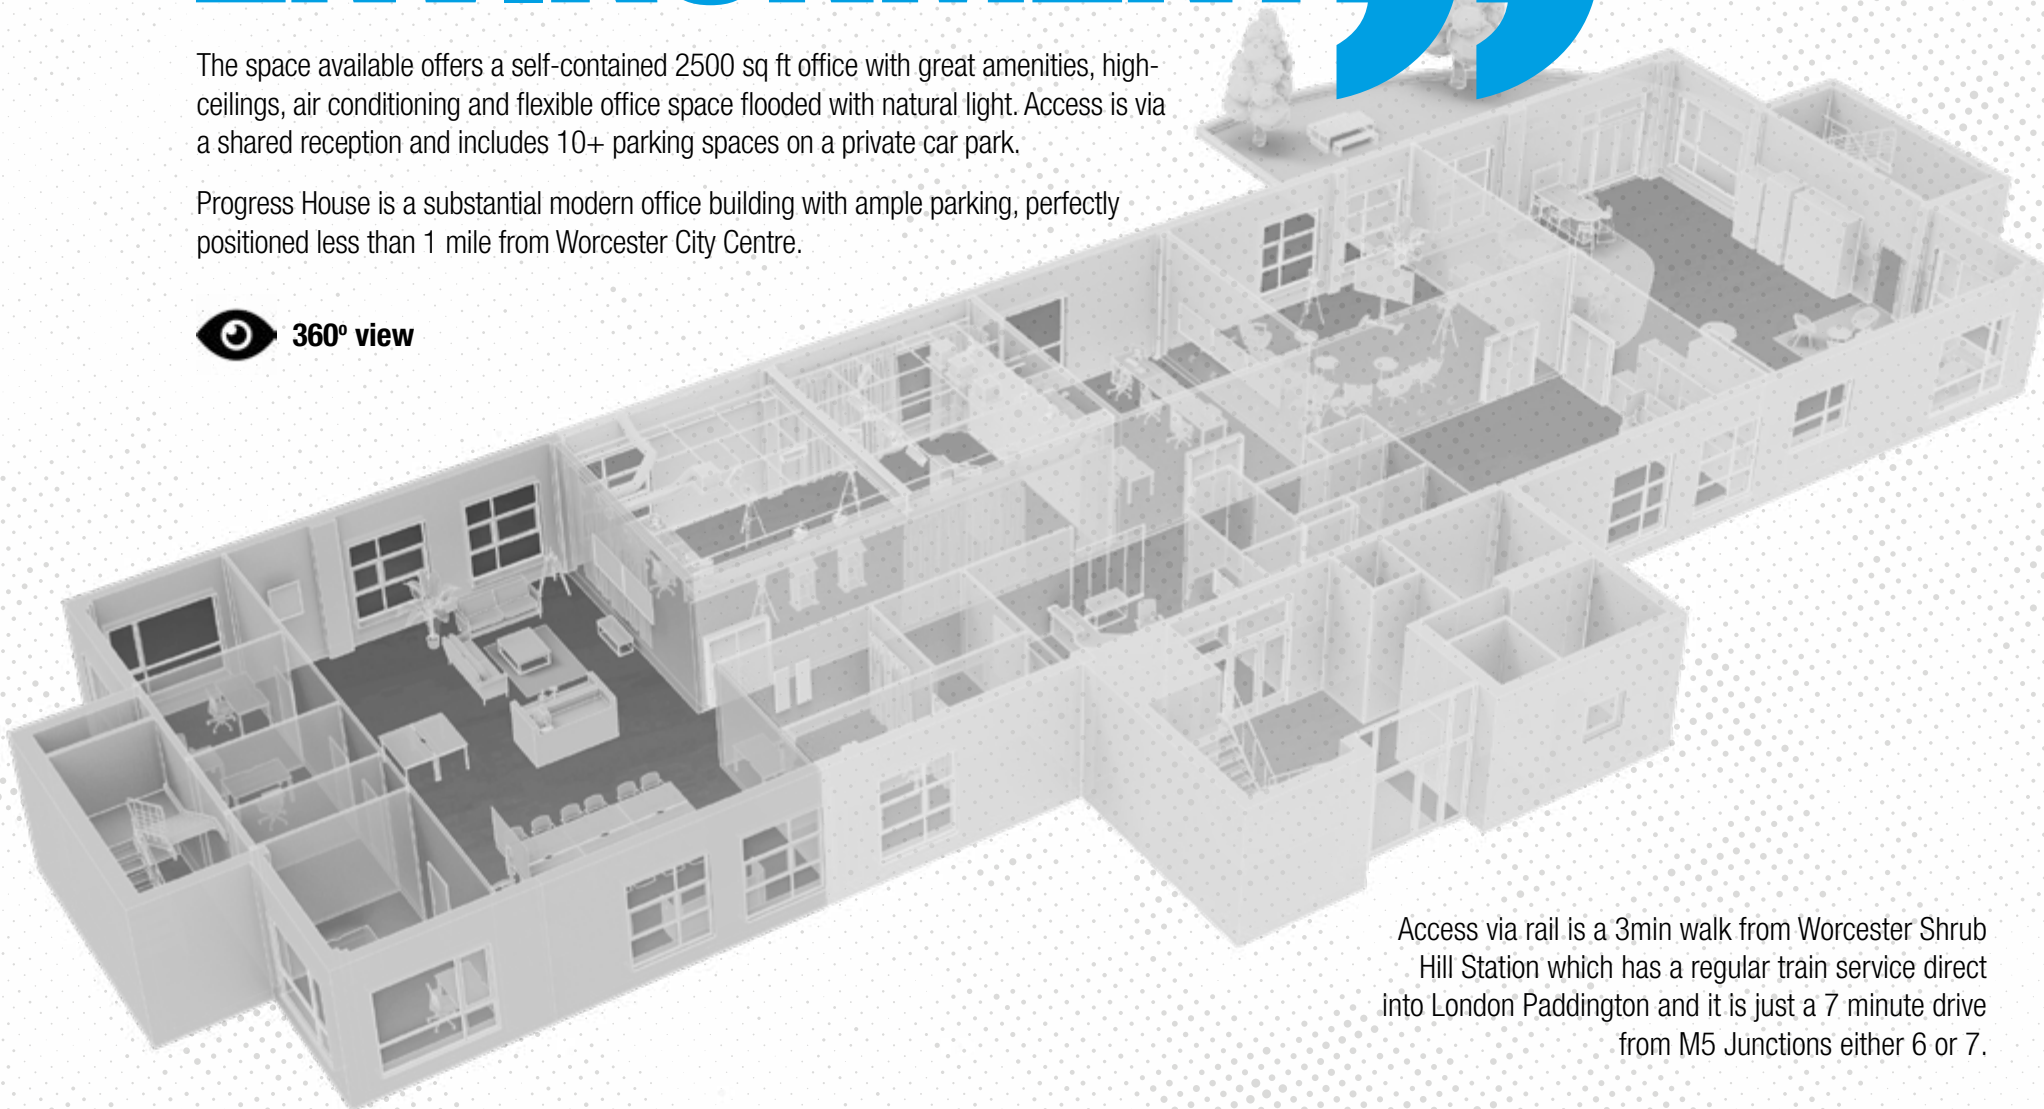 The space available offers a self-contained 2500 sq ft office with great amenities, high-
ceilings, air conditioning and flexible office space flooded with natural light. Access is via
a shared reception and includes 10+ parking spaces on a private car park.
Progress House is a substantial modern office building with ample parking, perfectly
positioned less than 1 mile from Worcester City Centre.
360º view
Access via rail is a 3min walk from Worcester Shrub
Hill Station which has a regular train service direct
into London Paddington and it is just a 7 minute drive
from M5 Junctions either 6 or 7.